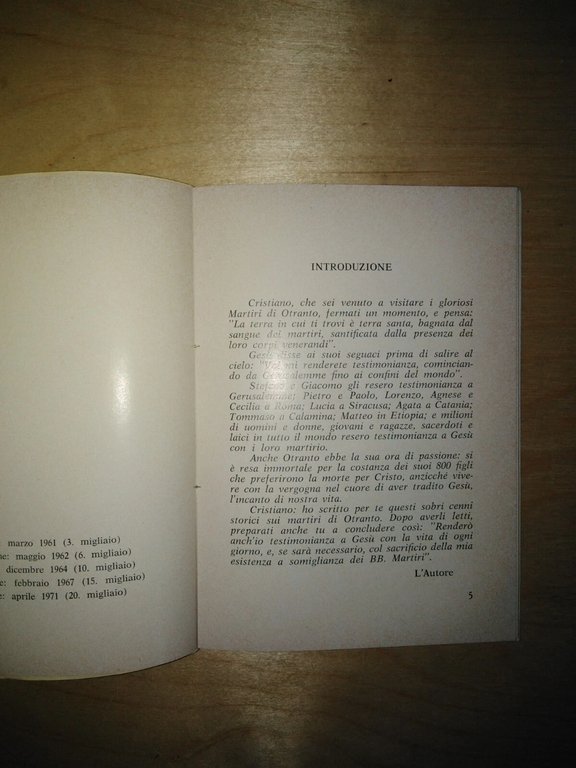 : marzo 1961 (3. migliaio)
ne: maggio 1962 (6. migliaio)
: dicembre 1964 (10. migliaio)
e: febbraio 1967 (15. migliaio)
e: aprile 1971 (20. migliaio)
INTRODUZIONE
Cristiano, che sei venuto a visitare i gloriosi
Martiri di Otranto, fermati un momento, e pensa:
"La terra in cui ti trovi è terra santa, bagnata dal
sangue dei martiri, santificata dalla presenza dei
loro corpi venerandi".
Gesù disse ai suoi seguaci prima di salire al
cielo: "Voi mi renderete testimonianza, comincian-
do da Gerusalemme fino ai confini del mondo".
Stefano e Giacomo gli resero testimonianza a
Gerusalemme; Pietro e Paolo, Lorenzo, Agnese e
Cecilia a Roma; Lucia a Siracusa; Agata a Catania;
Tommaso a Calamina; Matteo in Etiopia; e milioni
di uomini e donne, giovani e ragazze, sacerdoti e
laici in tutto il mondo resero testimonianza a Gesù
con i loro martirio.
Anche Otranto ebbe la sua ora di passione: si
è resa immortale per la costanza dei suoi 800 figli
che preferirono la morte per Cristo, anzicché vive-
re con la vergogna nel cuore di aver tradito Gesù,
l'incanto di nostra vita.
Cristiano: ho scritto per te questi sobri cenni
storici sui martiri di Otranto. Dopo averli letti,
preparati anche tu a concludere così: "Renderò
anch'io testimonianza a Gesù con la vita di ogni
giorno, e, se sarà necessario, col sacrificio della mia
esistenza a somiglianza dei BB. Martiri".
L'Autore
5